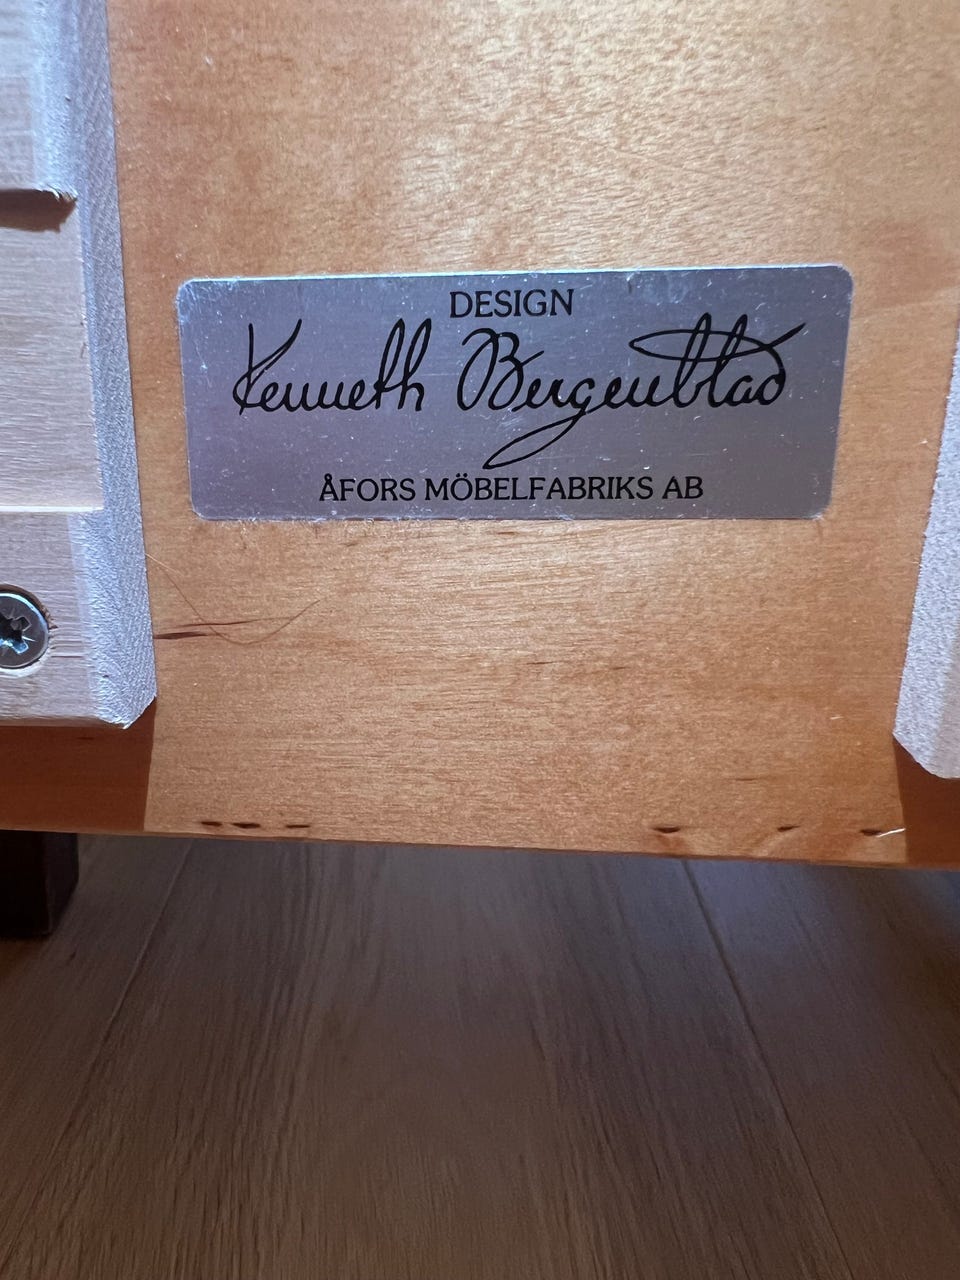 DESIGN
Kenneth Bergenblad
ÅFORS MÖBELFABRIKS AB